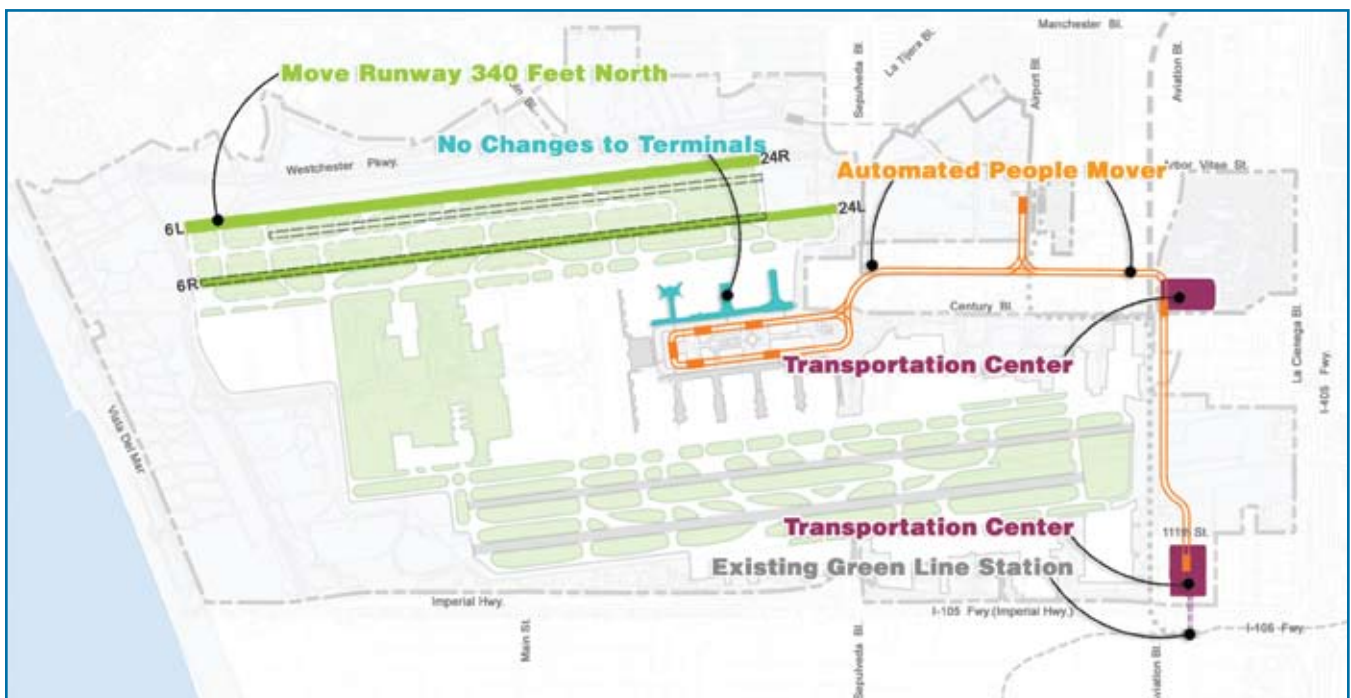 Manchester Bl.
La Tijera Bl.
Sepulveda Bl.
Airport Bl.
Aviation Bl.
Move Runway 340 Feet North
No Changes to Terminals
24R
Westchester Pkwy.
Automated People Mover
Arbor Vitae St.
24L
6L
6R
Century Bl.
La Cienega Bl.
I-405 Fwy.
Transportation Center
Vista Del Mar
Transportation Center
111th St.
Existing Green Line Station
Imperial Hwy.
I-105 Fwy.(Imperial Hwy.)
I-105 Fwy.
Main St.
Sepulveda Bl.
Aviation Bl.